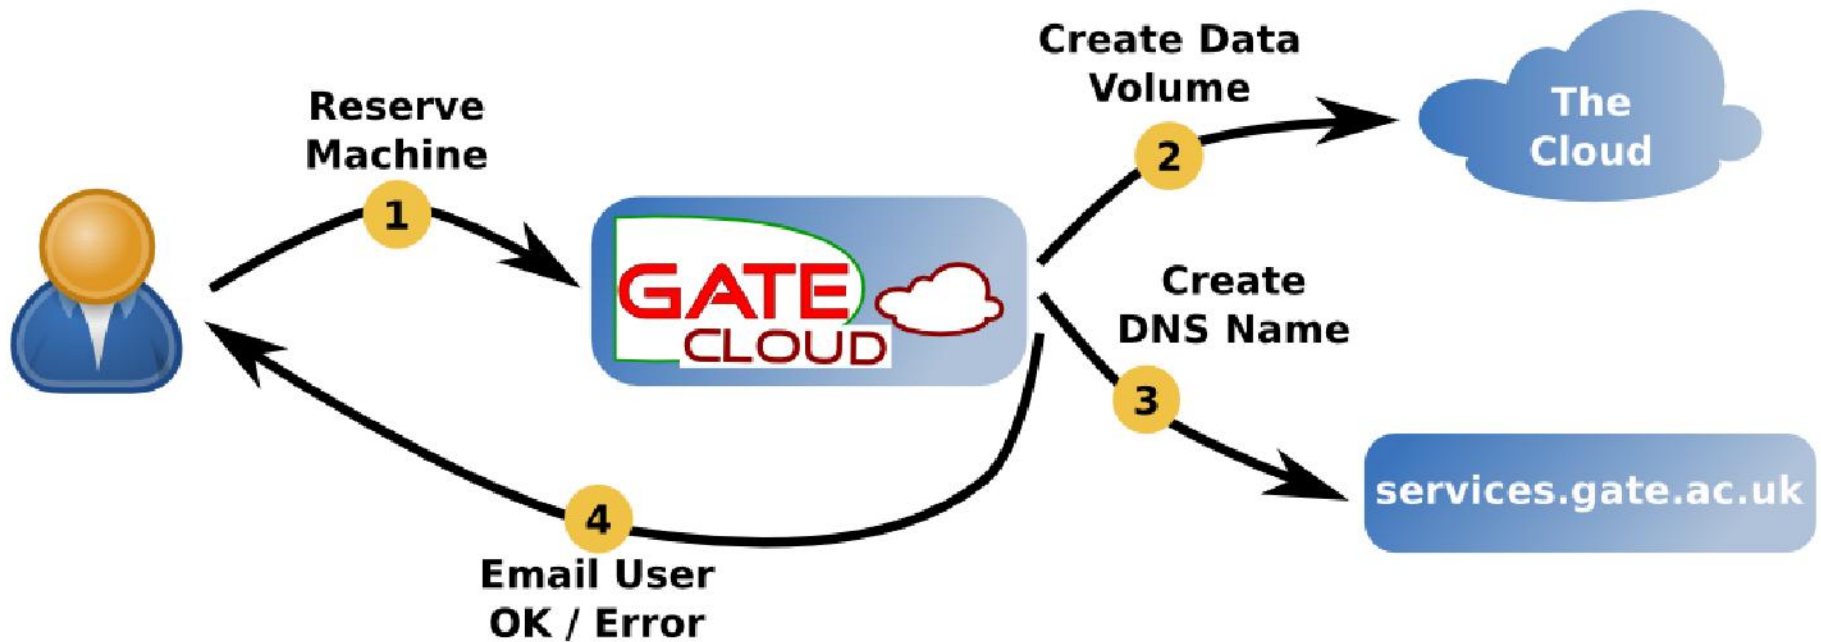 Reserve
Machine
1
GATE
CLOUD
Create Data
Volume
2
The
Cloud
Create
DNS Name
3
services.gate.ac.uk
4
Email User
OK / Error